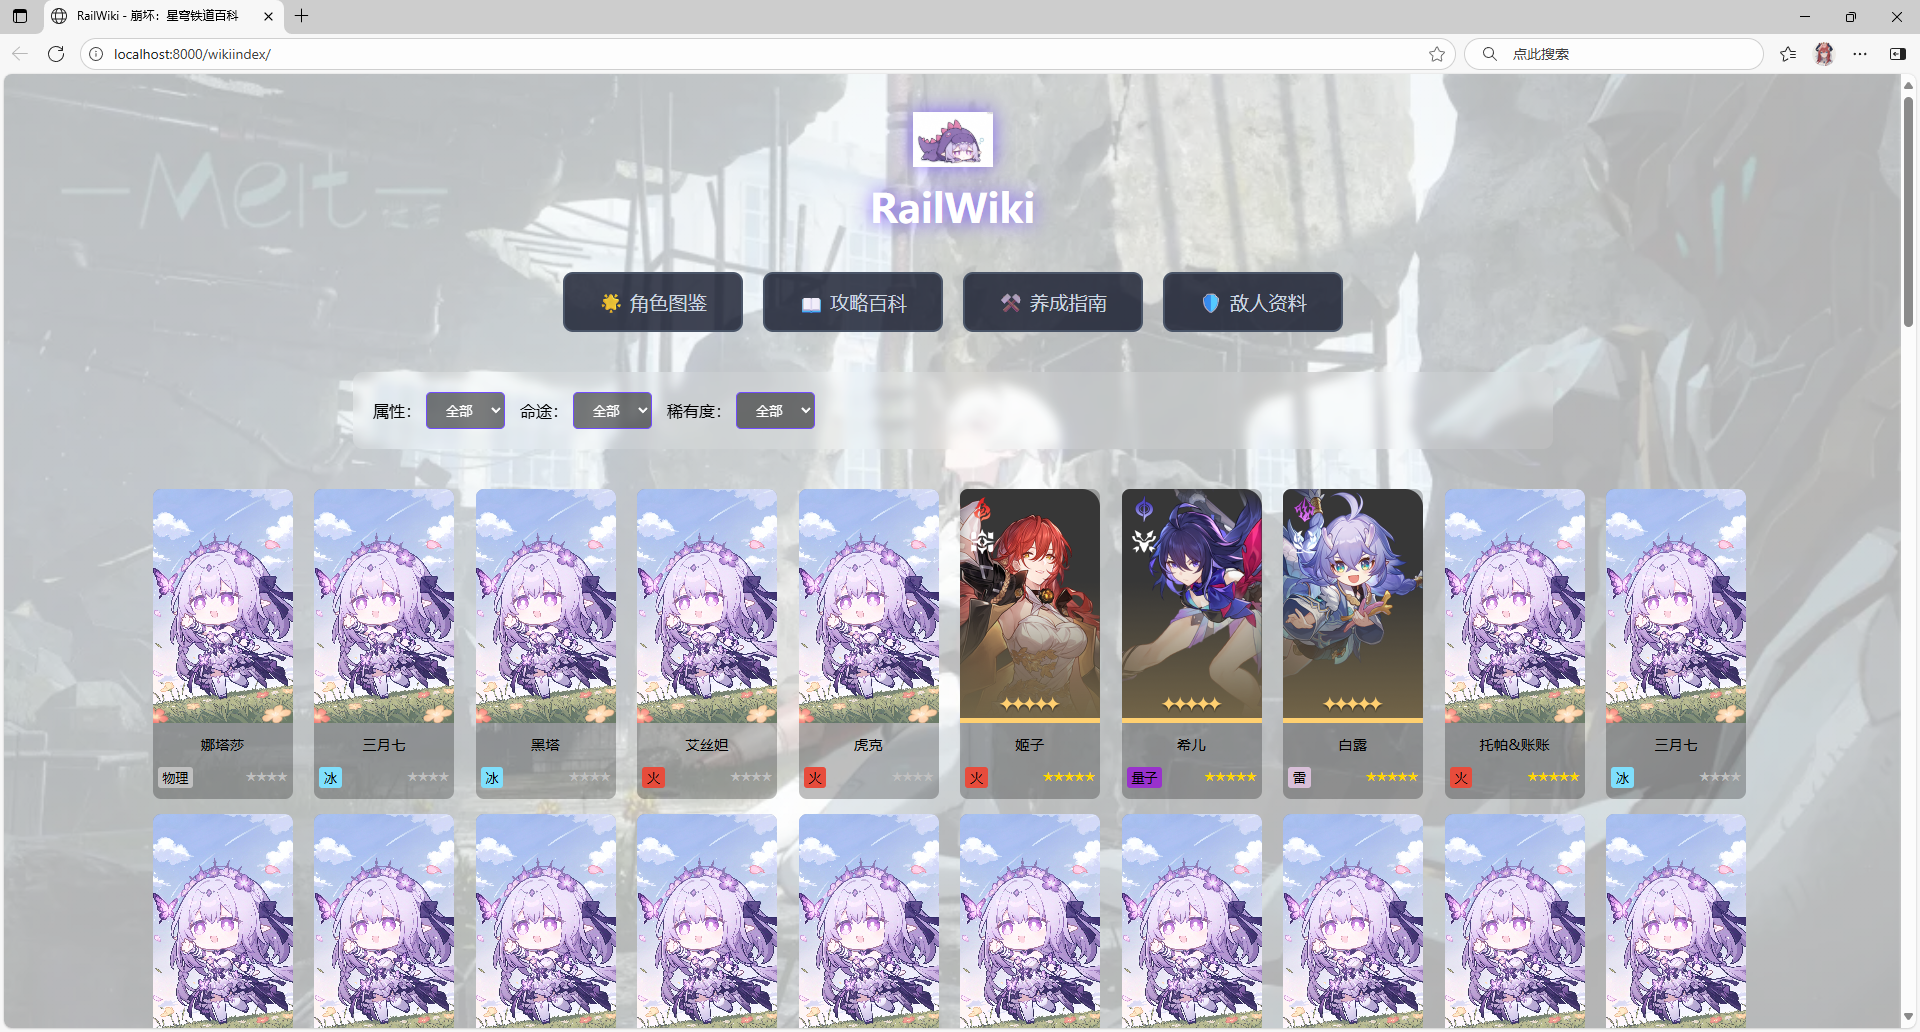 RailWiki - 崩坏：星穹铁道百科
localhost:8000/wikiindex/
点此搜索
Melt
RailWiki
角色图鉴
攻略百科
养成指南
敌人资料
属性： 全部 命途： 全部 稀有度： 全部
娜塔莎
三月七
黑塔
艾丝妲
虎克
姬子
希儿
白露
托帕&账账
三月七
物理 ★★★★
冰 ★★★★
冰 ★★★★
火 ★★★★
火 ★★★★
火 ★★★★★
量子 ★★★★★
雷 ★★★★★
火 ★★★★★
冰 ★★★★